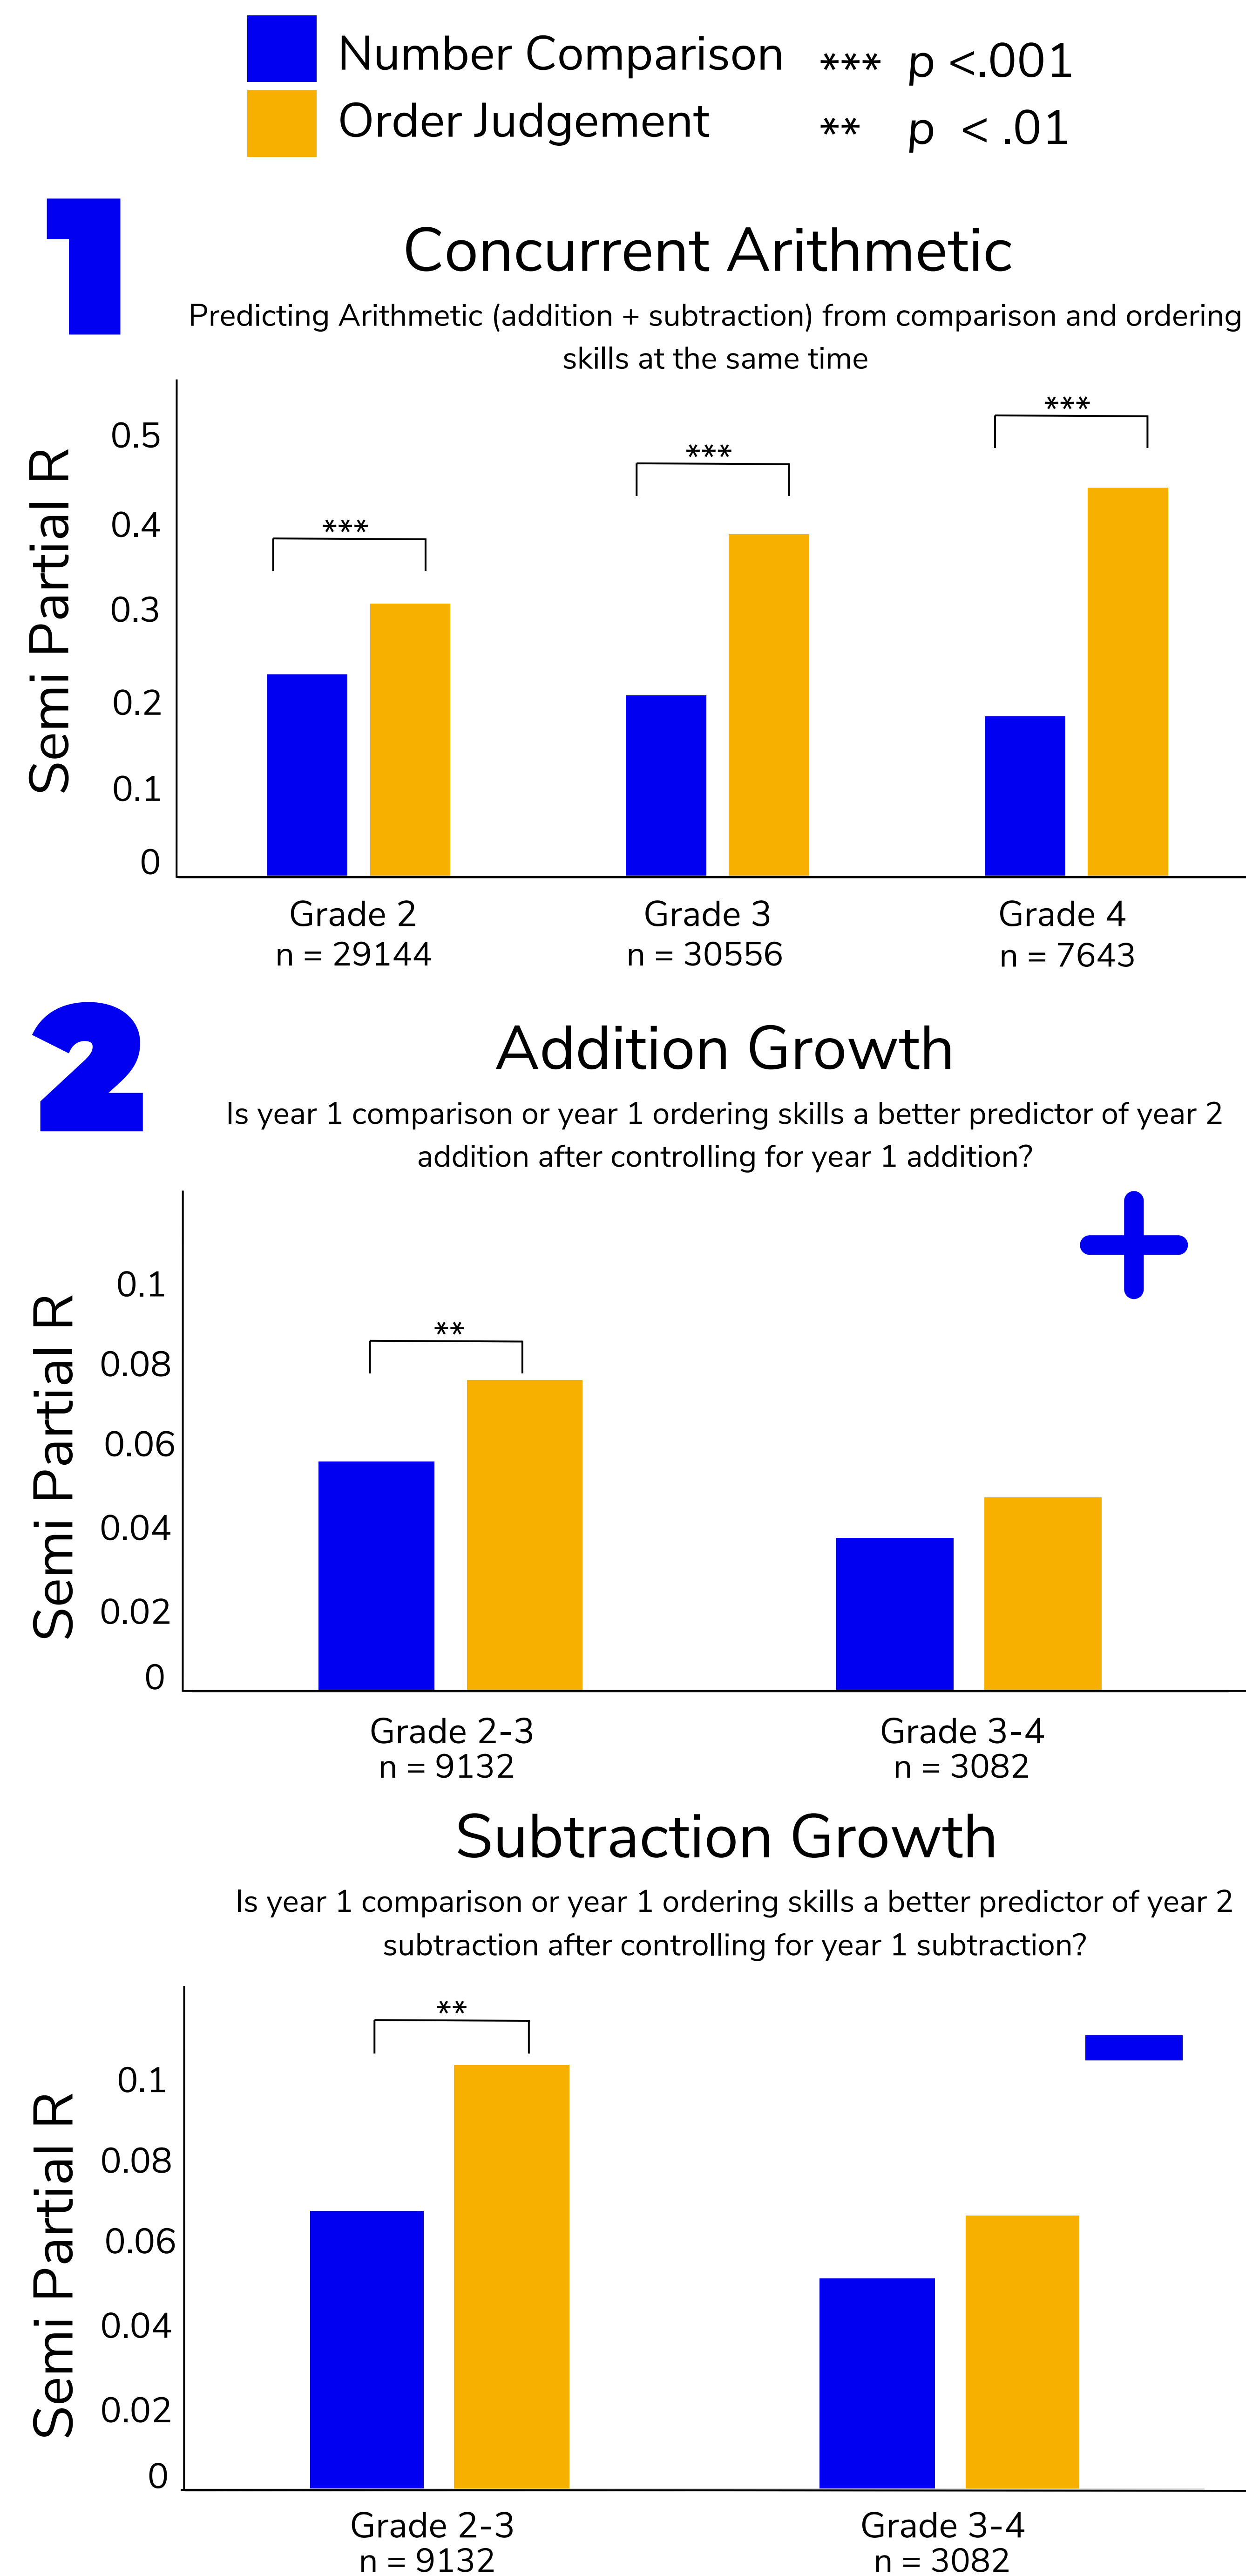 Number Comparison *** p <.001
Order Judgement ** p < .01
1
Concurrent Arithmetic
Predicting Arithmetic (addition + subtraction) from comparison and ordering
skills at the same time
Semi Partial R
0.5
0.4
0.3
0.2
0.1
0
***
***
***
Grade 2
n = 29144
Grade 3
n = 30556
Grade 4
n = 7643
2
Addition Growth
Is year 1 comparison or year 1 ordering skills a better predictor of year 2
addition after controlling for year 1 addition?
Semi Partial R
0.1
0.08
0.06
0.04
0.02
0
**
+
Grade 2-3
n = 9132
Grade 3-4
n = 3082
Subtraction Growth
Is year 1 comparison or year 1 ordering skills a better predictor of year 2
subtraction after controlling for year 1 subtraction?
Semi Partial R
0.1
0.08
0.06
0.04
0.02
0
**
-
Grade 2-3
n = 9132
Grade 3-4
n = 3082